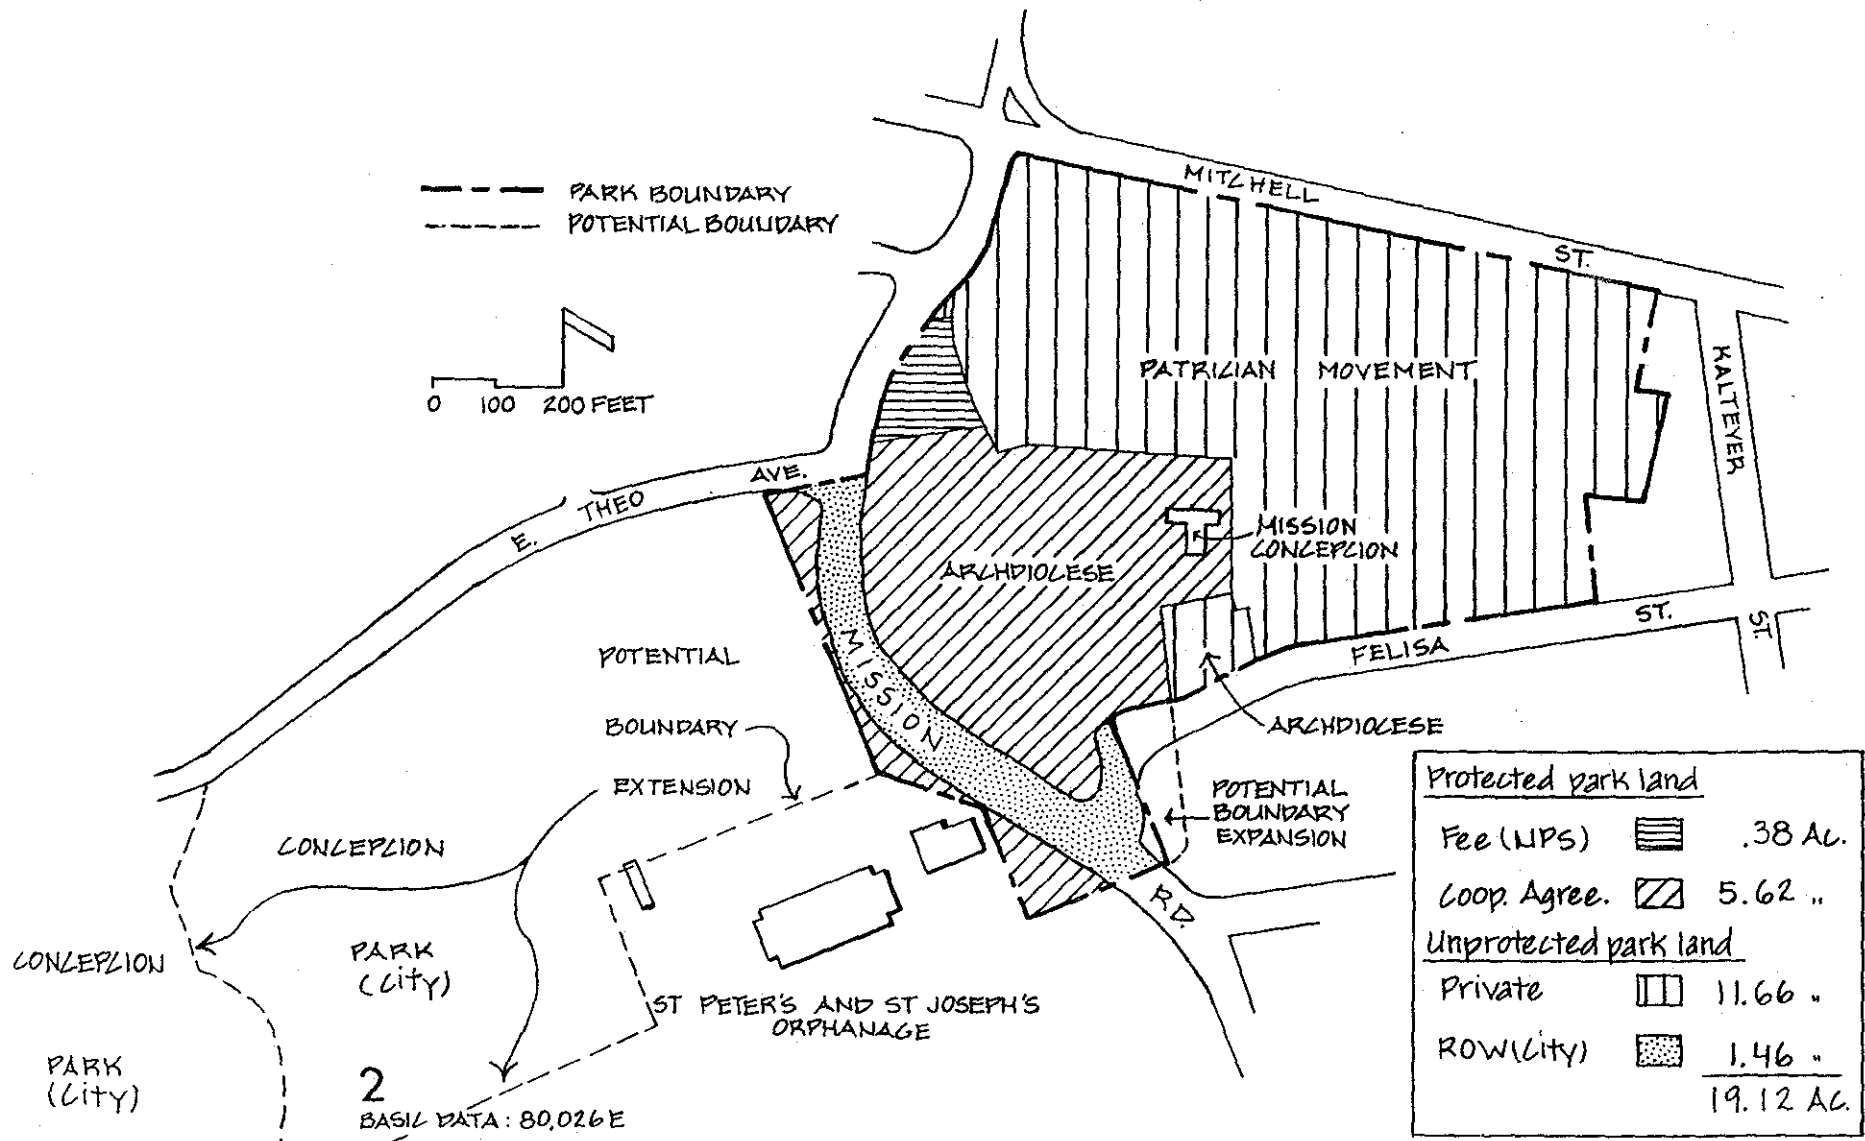 PARK BOUNDARY
POTENTIAL BOUNDARY
0 100 200 FEET
MITCHELL ST.
KALTEYER ST.
PATRICIAN MOVEMENT
E. THEO AVE.
MISSION
CONCEPCION
ARCHDIOCESE
MISSION RD.
FELISA ST.
ARCHDIOCESE
POTENTIAL
BOUNDARY
EXTENSION
POTENTIAL
BOUNDARY
EXPANSION
CONCEPCION
PARK
(City)
CONCEPCION
PARK
(City)
ST PETER'S AND ST JOSEPH'S
ORPHANAGE
2
BASIC DATA: 80,026E
Protected park land
Fee (NPS) .38 AC.
Coop. Agree. 5.62 "
Unprotected park land
Private 11.66 "
ROW (City) 1.46 "
19.12 AC.